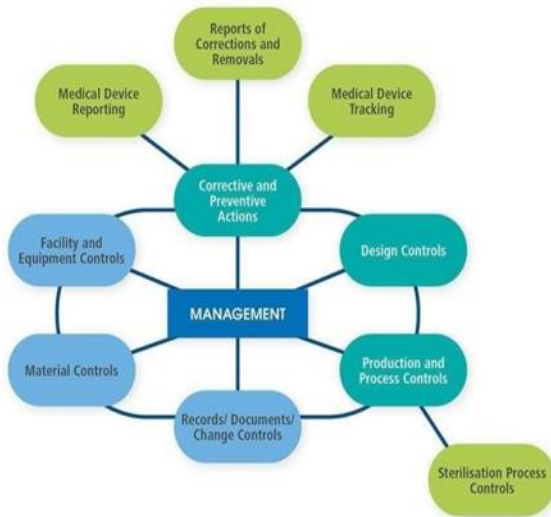 Reports of
Corrections and
Removals
Medical Device
Reporting
Medical Device
Tracking
Corrective and
Preventive
Actions
Facility and
Equipment Controls
Design Controls
MANAGEMENT
Material Controls
Production and
Process Controls
Records/ Documents/
Change Controls
Sterilisation Process
Controls